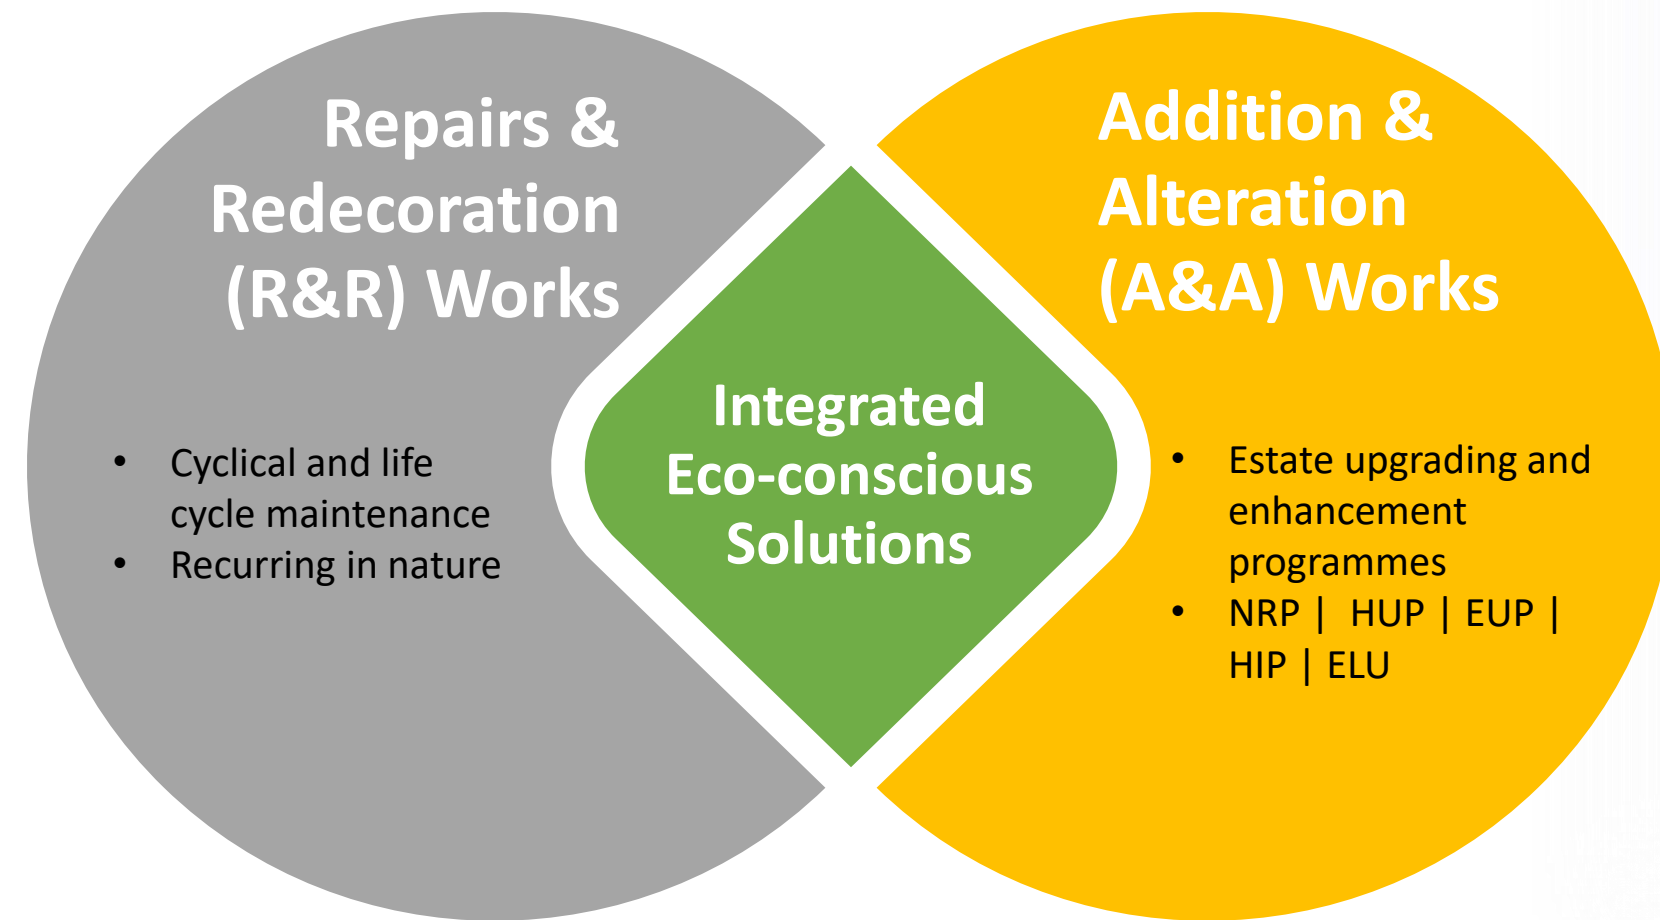 Repairs &
Redecoration
(R&R) Works
• Cyclical and life
cycle maintenance
• Recurring in nature
Integrated
Eco-conscious
Solutions
Addition &
Alteration
(A&A) Works
• Estate upgrading and
enhancement
programmes
• NRP | HUP | EUP |
HIP | ELU